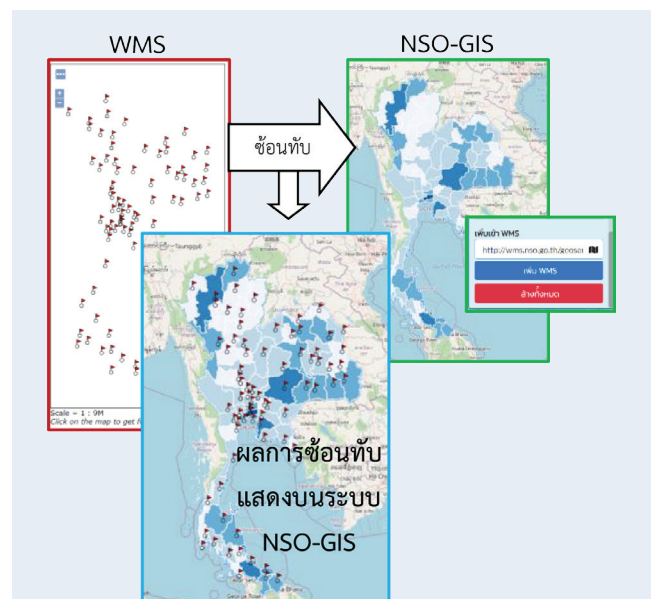 WMS
NSO-GIS
ซ้อนทับ
เพิ่มเข้า WMS
http://wms.nso.go.th/geoser
เพิ่ม WMS
ล้างทั้งหมด
Scale = 1 : 9M
Click on the map to get f
ผลการซ้อนทับ
แสดงบนระบบ
NSO-GIS